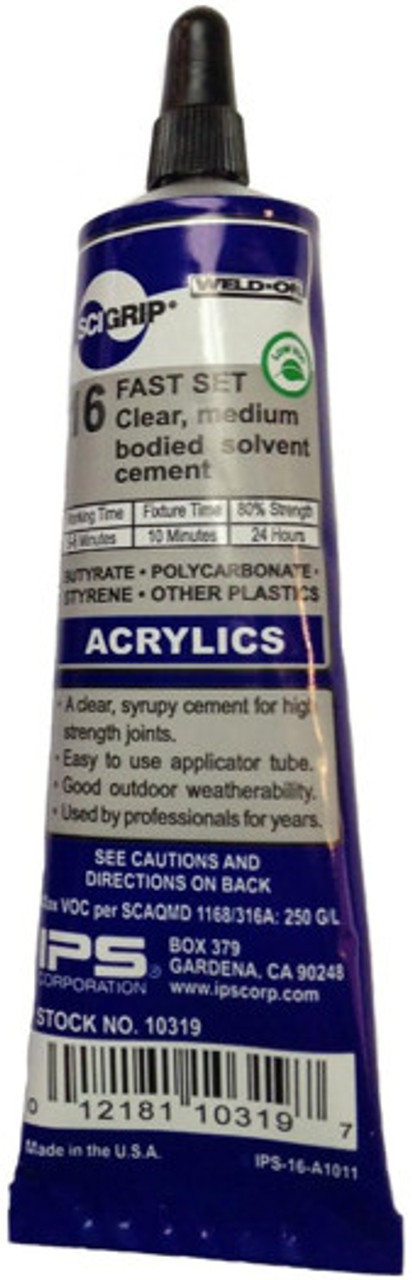 SCIGRIP®
WELD-O
LOW VOC
16 FAST SET
Clear, medium
bodied solvent
cement
Working Time Fixture Time 80% Strength
Minutes 10 Minutes 24 Hours
BUTYRATE • POLYCARBONATE •
STYRENE • OTHER PLASTICS
ACRYLICS
• A clear, syrupy cement for high
strength joints.
• Easy to use applicator tube.
• Good outdoor weatherability.
• Used by professionals for years.
SEE CAUTIONS AND
DIRECTIONS ON BACK
Max VOC per SCAQMD 1168/316A: 250 G/L
IPS®
CORPORATION
BOX 379
GARDENA, CA 90248
www.ipscorp.com
STOCK NO. 10319
0 12181 10319 7
Made in the U.S.A. IPS-16-A1011